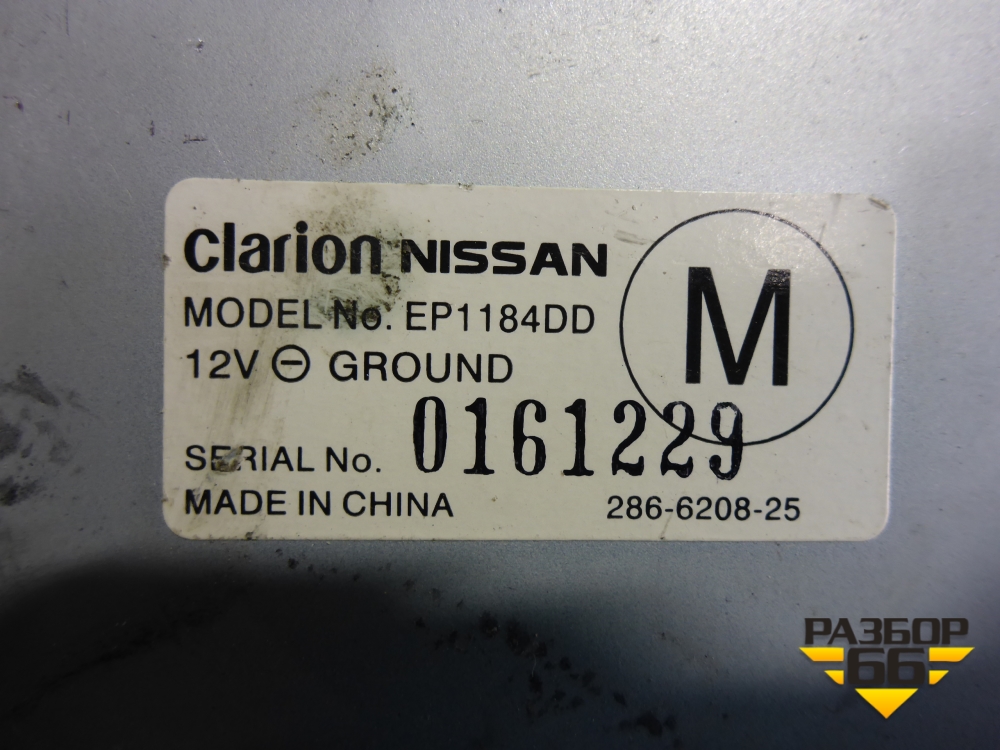 clarion NISSAN
MODEL No. EP1184DD
12V ⊖ GROUND
M
SERIAL No. 0161229
MADE IN CHINA 286-6208-25
РАЗБОР
66